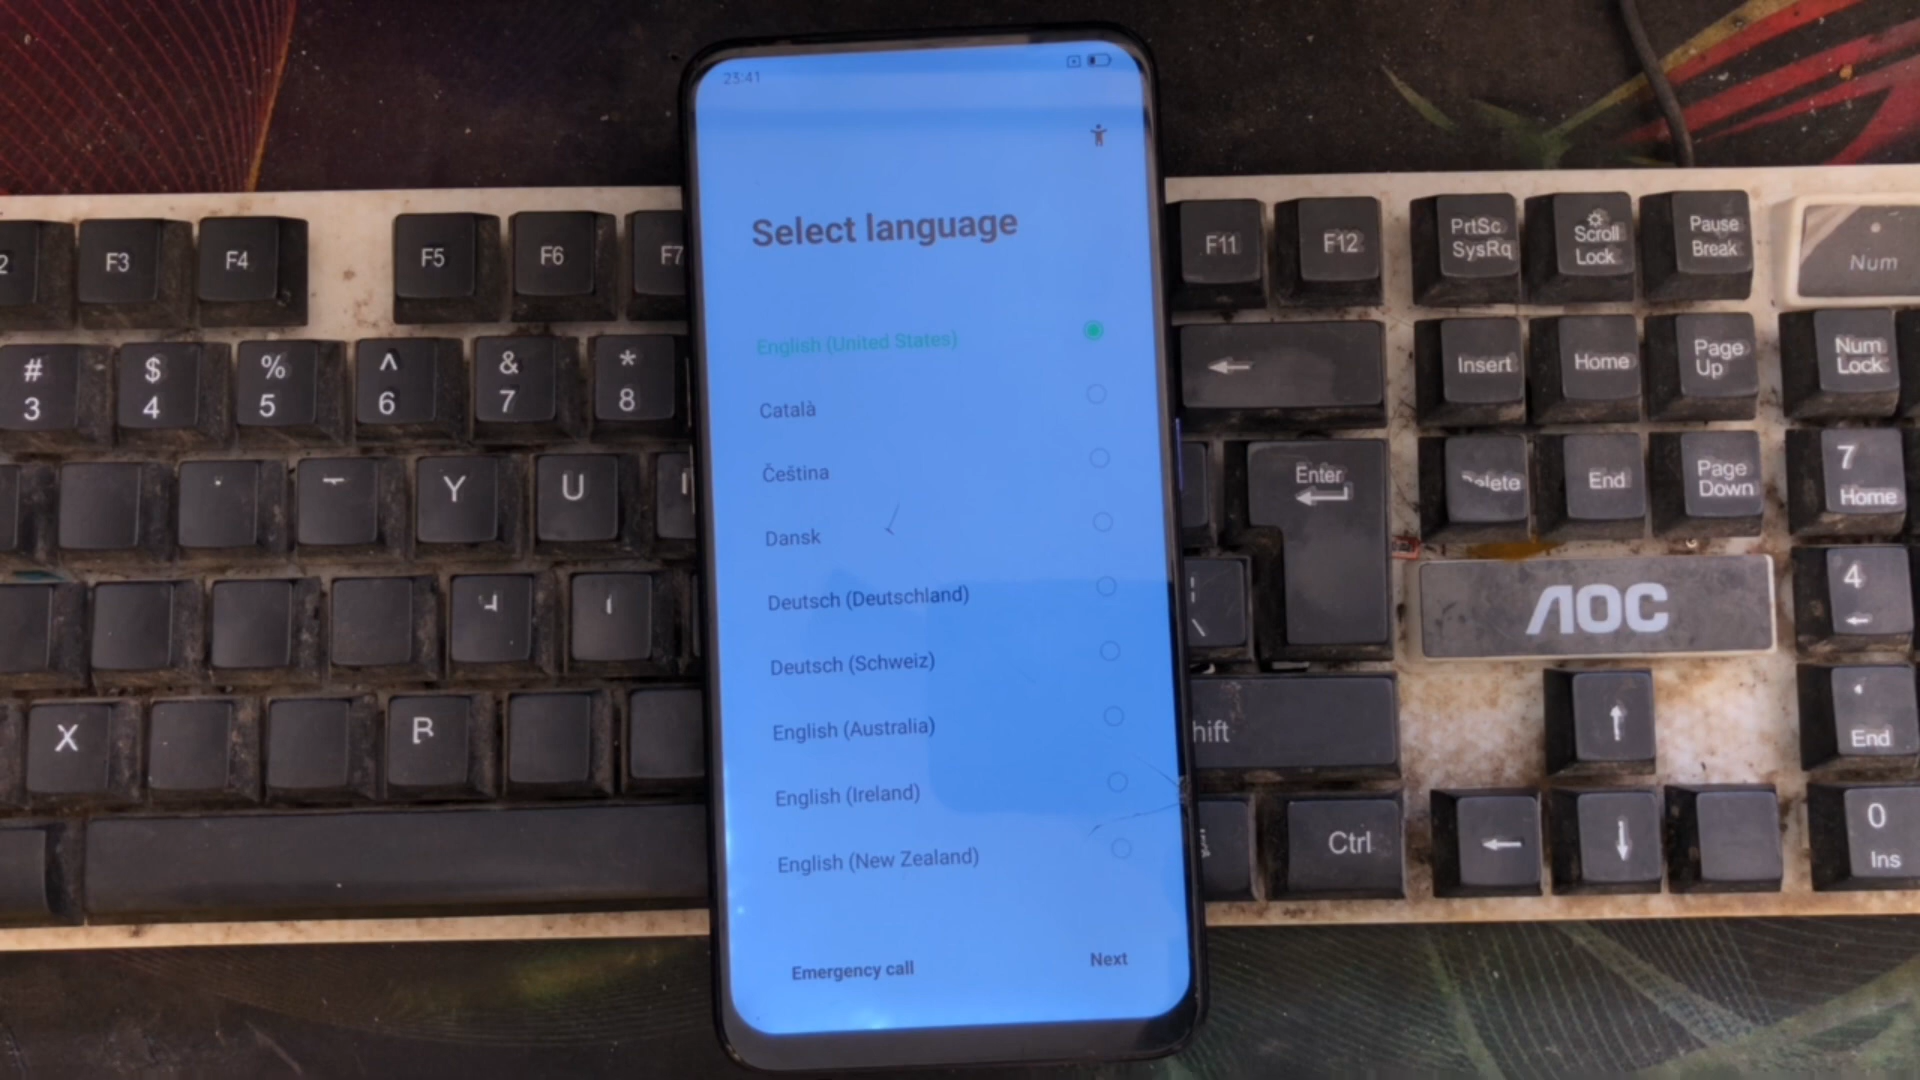 23:41
Select language
English (United States)
Català
Čeština
Dansk
Deutsch (Deutschland)
Deutsch (Schweiz)
English (Australia)
English (Ireland)
English (New Zealand)
Emergency call
Next
F3
F4
F5
F6
F7
F11
F12
PrtSc
SysRq
Scroll
Lock
Pause
Break
Num
#
3
$
4
%
5
^
6
&
7
*
8
Insert
Home
Page
Up
Num
Lock
Y
U
Enter
End
Page
Down
7
Home
AOC
4
X
Ctrl
End
0
Ins